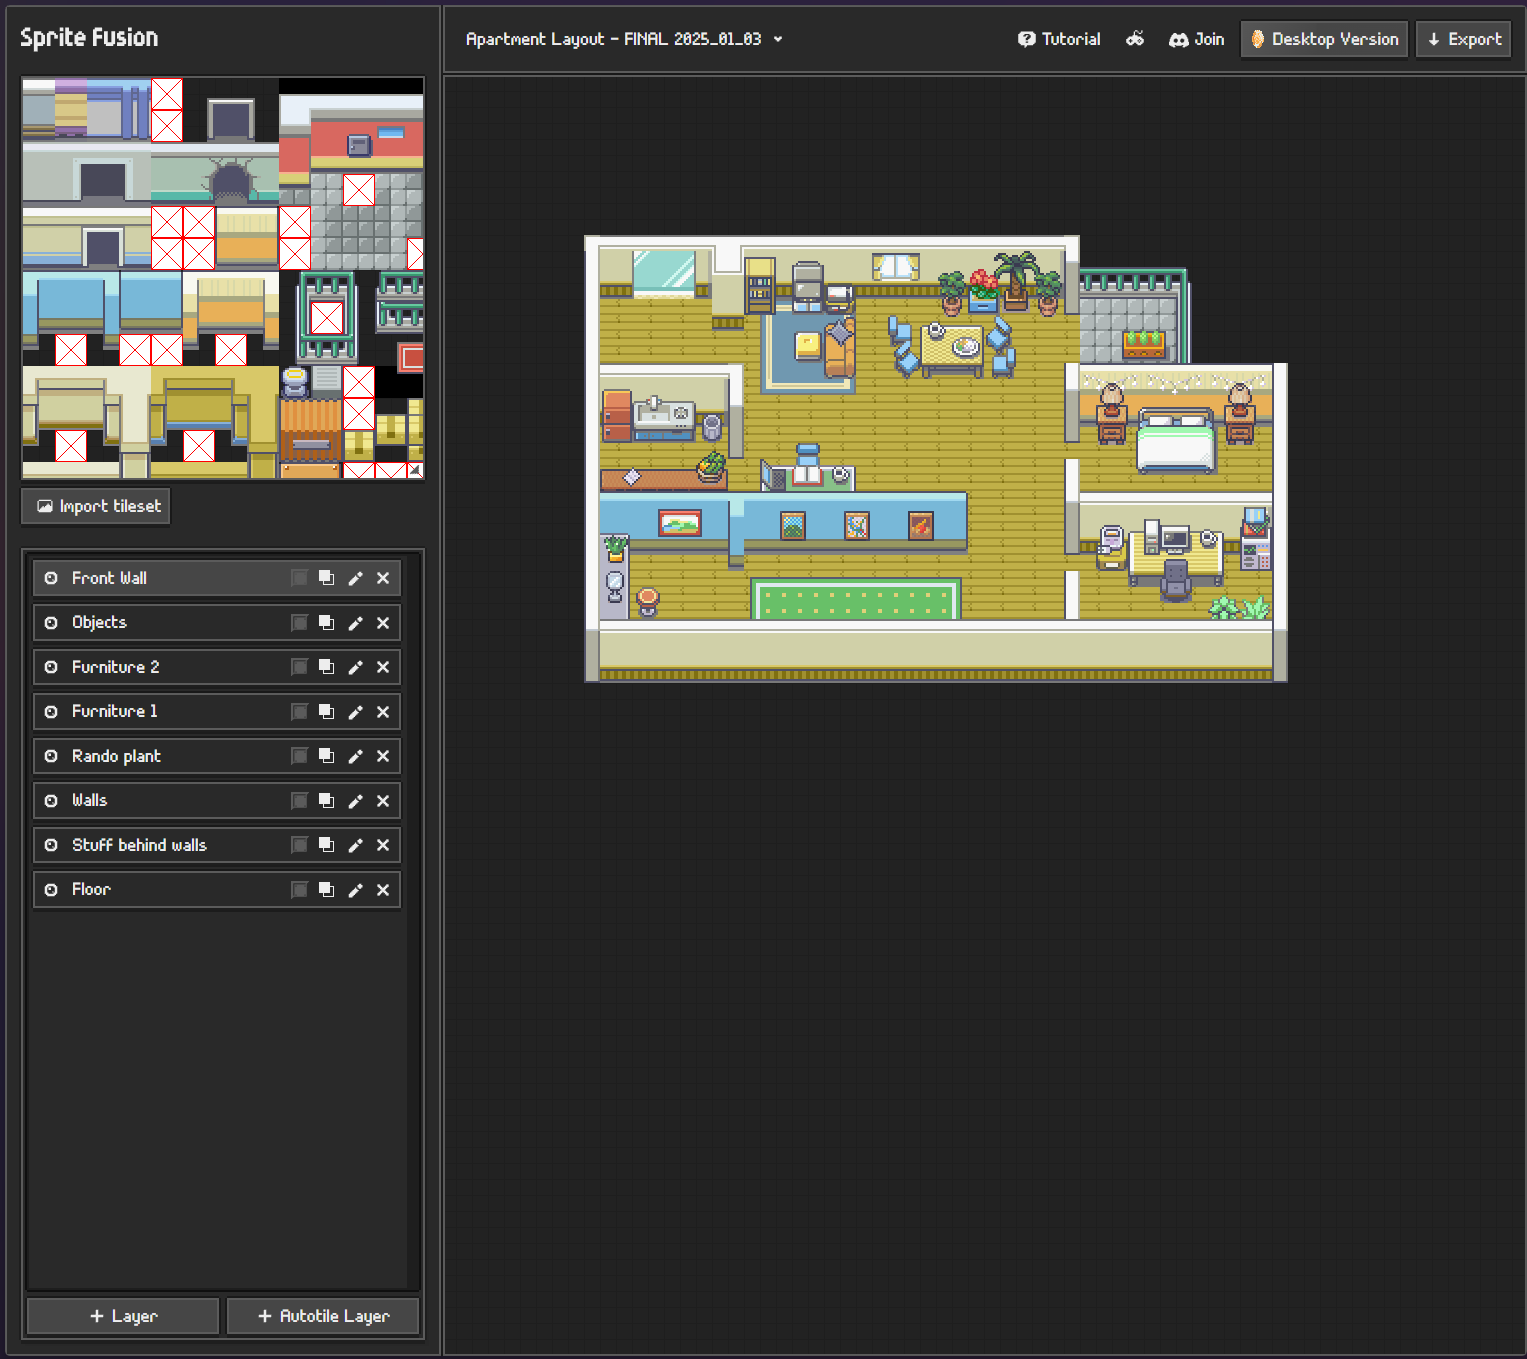 Sprite Fusion
Apartment Layout - FINAL 2025_01_03
Tutorial
Join
Desktop Version
Export
Import tileset
Front Wall
Objects
Furniture 2
Furniture 1
Rando plant
Walls
Stuff behind walls
Floor
+ Layer
+ Autotile Layer